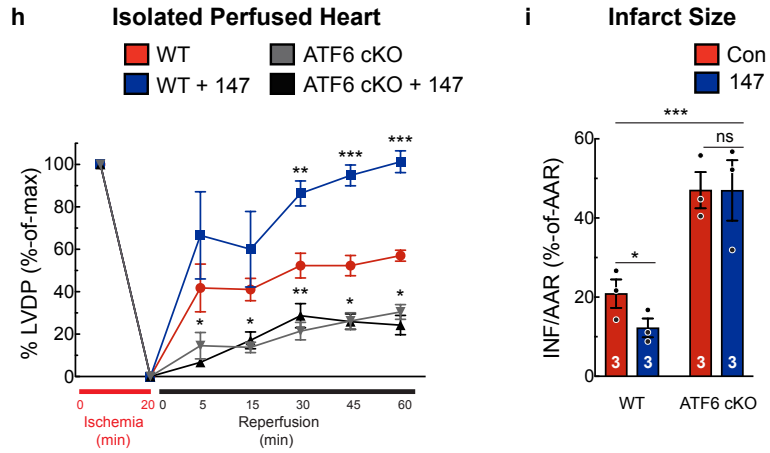 h Isolated Perfused Heart
WT ATF6 cKO
WT + 147 ATF6 cKO + 147
% LVDP (%-of-max)
100
80
60
40
20
0
*** *** **
** * * * *
0 20 0 5 15 30 45 60
Ischemia (min)
Reperfusion (min)
i Infarct Size
Con
147
INF/AAR (%-of-AAR)
60
40
20
0
***
ns
*
3 3 3 3
WT ATF6 cKO